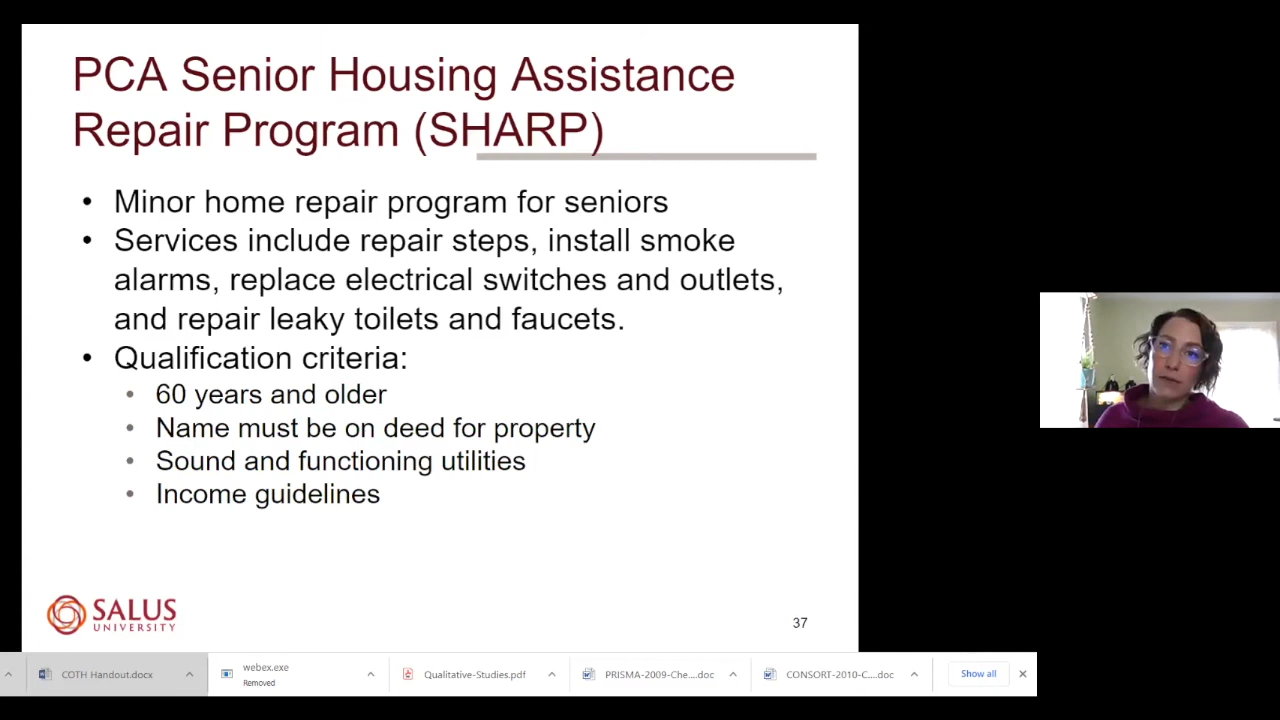 PCA Senior Housing Assistance
Repair Program (SHARP)
• Minor home repair program for seniors
• Services include repair steps, install smoke
alarms, replace electrical switches and outlets,
and repair leaky toilets and faucets.
• Qualification criteria:
• 60 years and older
• Name must be on deed for property
• Sound and functioning utilities
• Income guidelines
SALUS
UNIVERSITY
37
COTH Handout.docx
webex.exe
Removed
Qualitative-Studies.pdf
PRISMA-2009-Che....doc
CONSORT-2010-C....doc
Show all